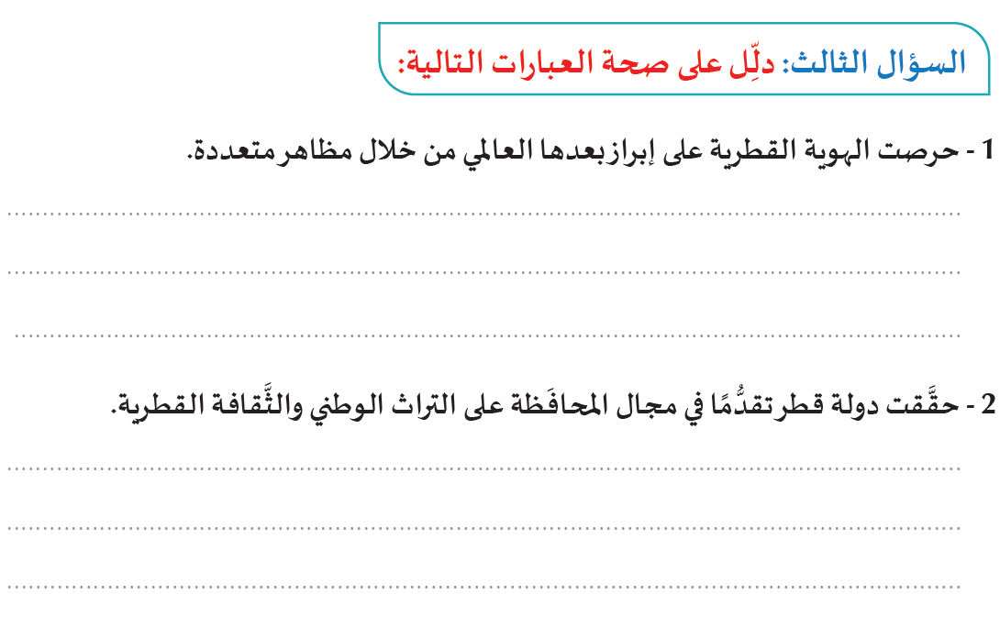 السؤال الثالث: دلِّل على صحة العبارات التالية:
1 - حرصت الهوية القطرية على إبراز بعدها العالمي من خلال مظاهر متعددة.
2 - حقَّقت دولة قطر تقدُّمًا في مجال المحافَظة على التراث الوطني والثَّقافة القطرية.